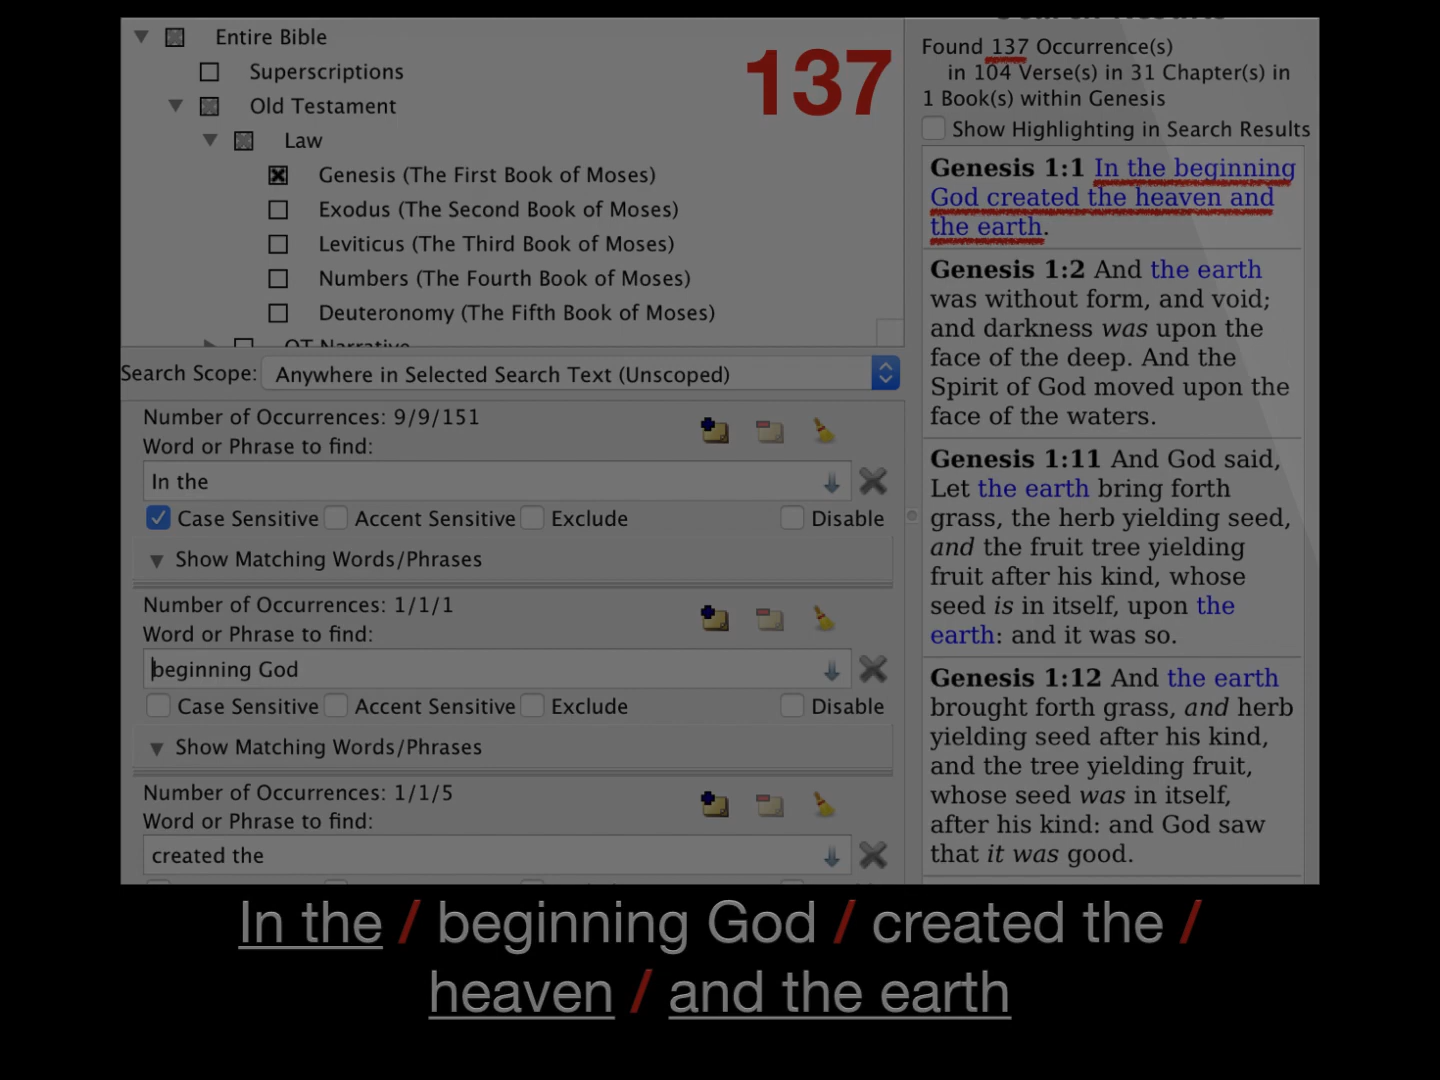 Entire Bible
Superscriptions
Old Testament
Law
Genesis (The First Book of Moses)
Exodus (The Second Book of Moses)
Leviticus (The Third Book of Moses)
Numbers (The Fourth Book of Moses)
Deuteronomy (The Fifth Book of Moses)
OT Narrative
137
Search Scope: Anywhere in Selected Search Text (Unscoped)
Number of Occurrences: 9/9/151
Word or Phrase to find:
In the
Case Sensitive Accent Sensitive Exclude Disable
Show Matching Words/Phrases
Number of Occurrences: 1/1/1
Word or Phrase to find:
beginning God
Case Sensitive Accent Sensitive Exclude Disable
Show Matching Words/Phrases
Number of Occurrences: 1/1/5
Word or Phrase to find:
created the
Search Results
Found 137 Occurrence(s)
in 104 Verse(s) in 31 Chapter(s) in
1 Book(s) within Genesis
Show Highlighting in Search Results
Genesis 1:1 In the beginning
God created the heaven and
the earth.
Genesis 1:2 And the earth
was without form, and void;
and darkness was upon the
face of the deep. And the
Spirit of God moved upon the
face of the waters.
Genesis 1:11 And God said,
Let the earth bring forth
grass, the herb yielding seed,
and the fruit tree yielding
fruit after his kind, whose
seed is in itself, upon the
earth: and it was so.
Genesis 1:12 And the earth
brought forth grass, and herb
yielding seed after his kind,
and the tree yielding fruit,
whose seed was in itself,
after his kind: and God saw
that it was good.
In the / beginning God / created the /
heaven / and the earth